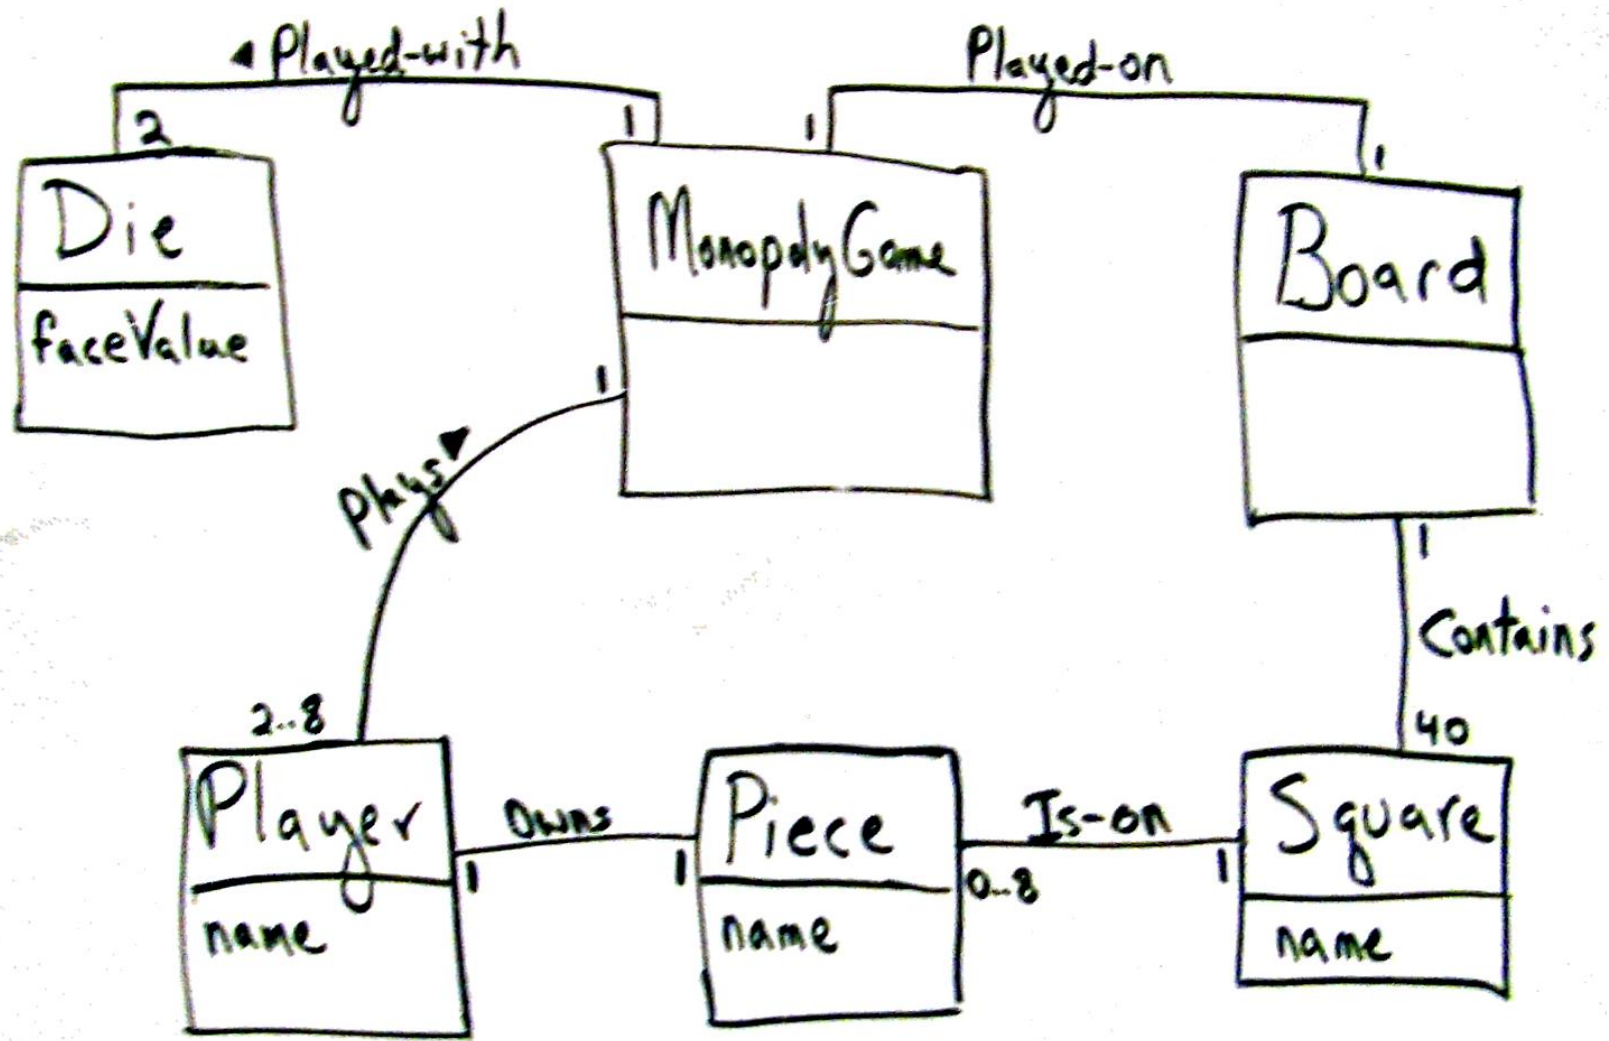 ◄ Played-with
Played-on
2
1
1
1
Die
faceValue
MonopolyGame
Board
1
Plays
1
Contains
2..8
40
Player
name
Owns
1
1
Piece
name
Is-on
0..8
1
Square
name